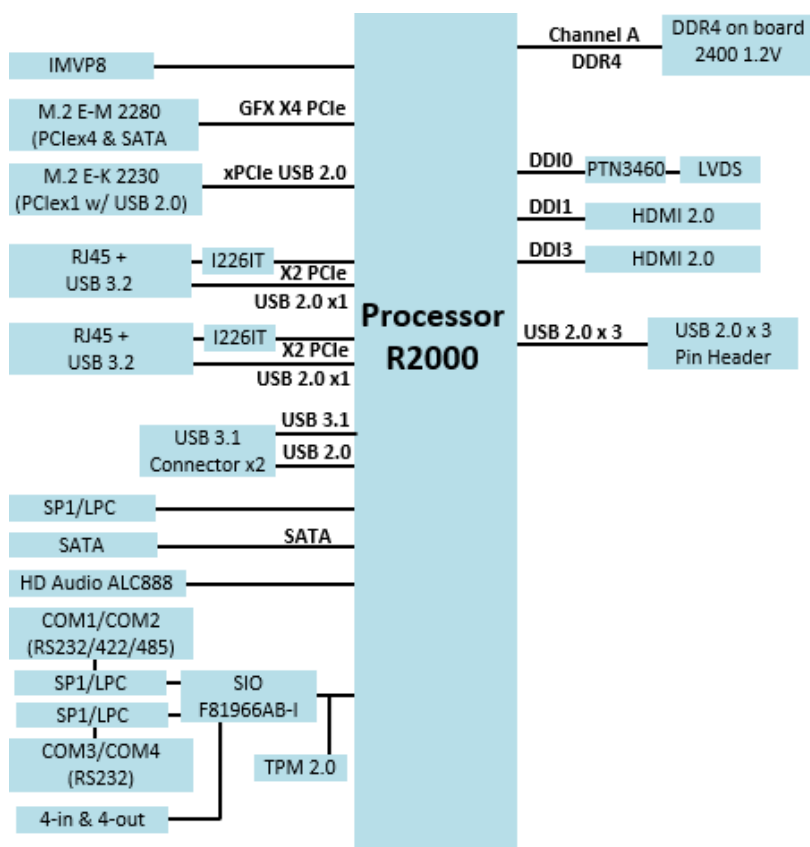 IMVP8
M.2 E-M 2280
(PCIex4 & SATA
GFX X4 PCIe
M.2 E-K 2230
(PCIex1 w/ USB 2.0)
xPCIe USB 2.0
RJ45 +
USB 3.2
I226IT
X2 PCIe
USB 2.0 x1
RJ45 +
USB 3.2
I226IT
X2 PCIe
USB 2.0 x1
USB 3.1
Connector x2
USB 3.1
USB 2.0
SP1/LPC
SATA
SATA
HD Audio ALC888
COM1/COM2
(RS232/422/485)
SP1/LPC
SP1/LPC
COM3/COM4
(RS232)
SIO
F81966AB-I
TPM 2.0
4-in & 4-out
Processor
R2000
Channel A
DDR4
DDR4 on board
2400 1.2V
DDI0
PTN3460
LVDS
DDI1
HDMI 2.0
DDI3
HDMI 2.0
USB 2.0 x 3
USB 2.0 x 3
Pin Header